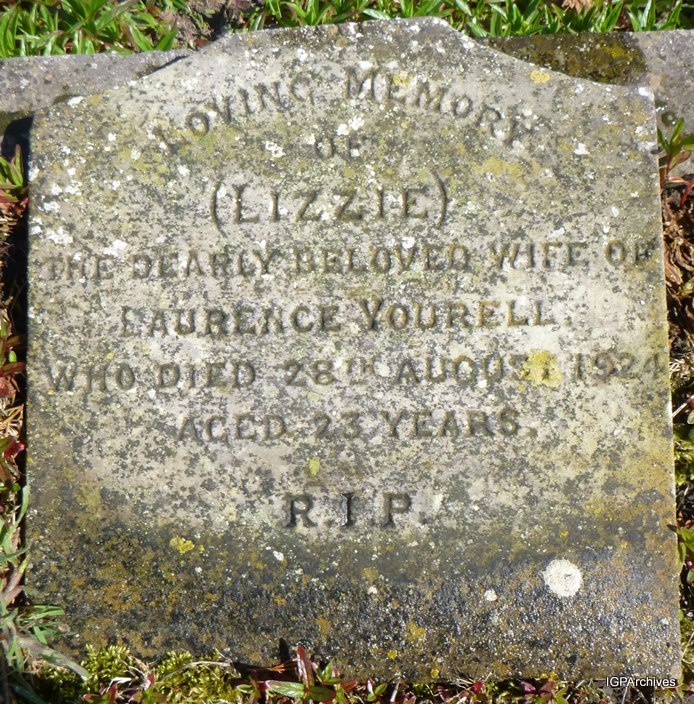 LOVING MEMORY
OF
(LIZZIE)
THE DEARLY BELOVED WIFE OF
LAURENCE YOURELL.
WHO DIED 28TH AUGUST 1924
AGED 23 YEARS.
R.I.P.
IGPArchives